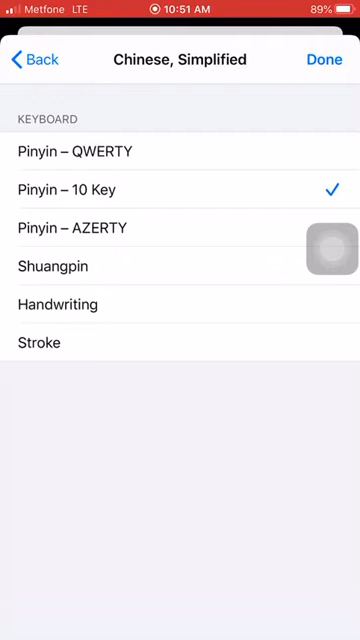 Metfone LTE 10:51 AM 89%
Back Chinese, Simplified Done
KEYBOARD
Pinyin – QWERTY
Pinyin – 10 Key
Pinyin – AZERTY
Shuangpin
Handwriting
Stroke